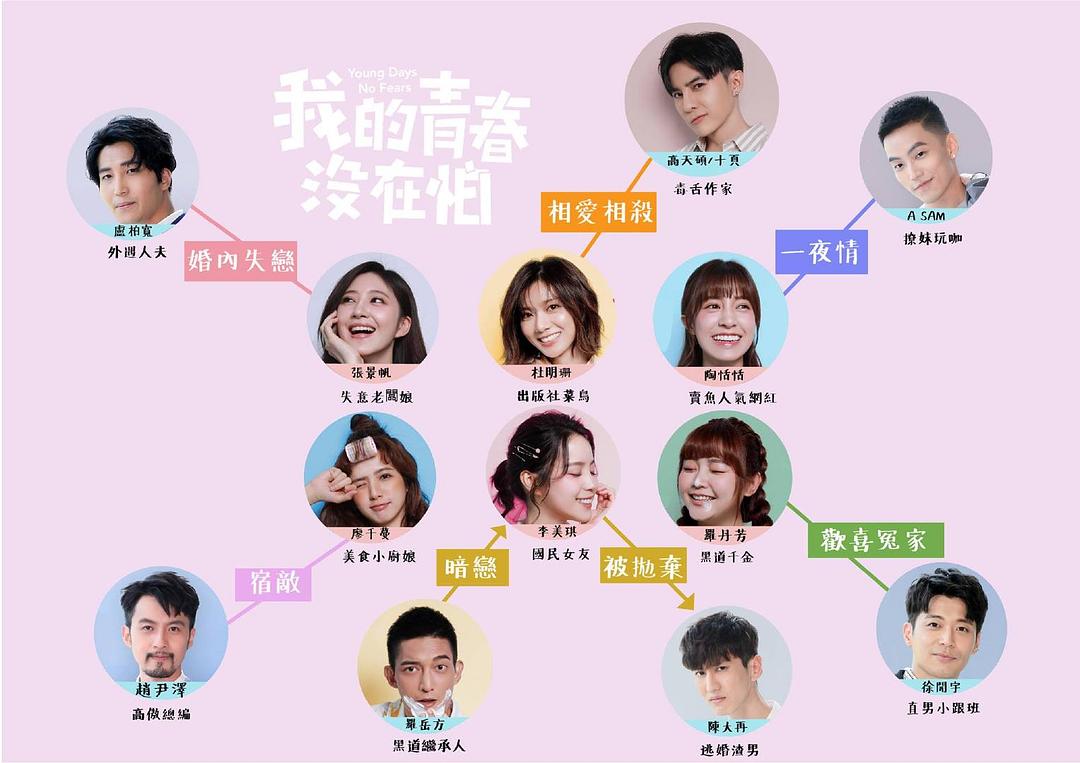 Young Days
No Fears
我的青春
沒在怕
高天碩/十頁
毒舌作家
盧柏寬
外遇人夫
A SAM
撩妹玩咖
相愛相殺
婚內失戀
一夜情
張景帆
失意老闆娘
杜明珊
出版社菜鳥
陶恬恬
賣魚人氣網紅
廖千蔓
美食小廚娘
李美琪
國民女友
羅丹芳
黑道千金
宿敵
暗戀
被拋棄
歡喜冤家
趙尹澤
高傲總編
羅岳方
黑道繼承人
陳大再
逃婚渣男
徐閔宇
直男小跟班